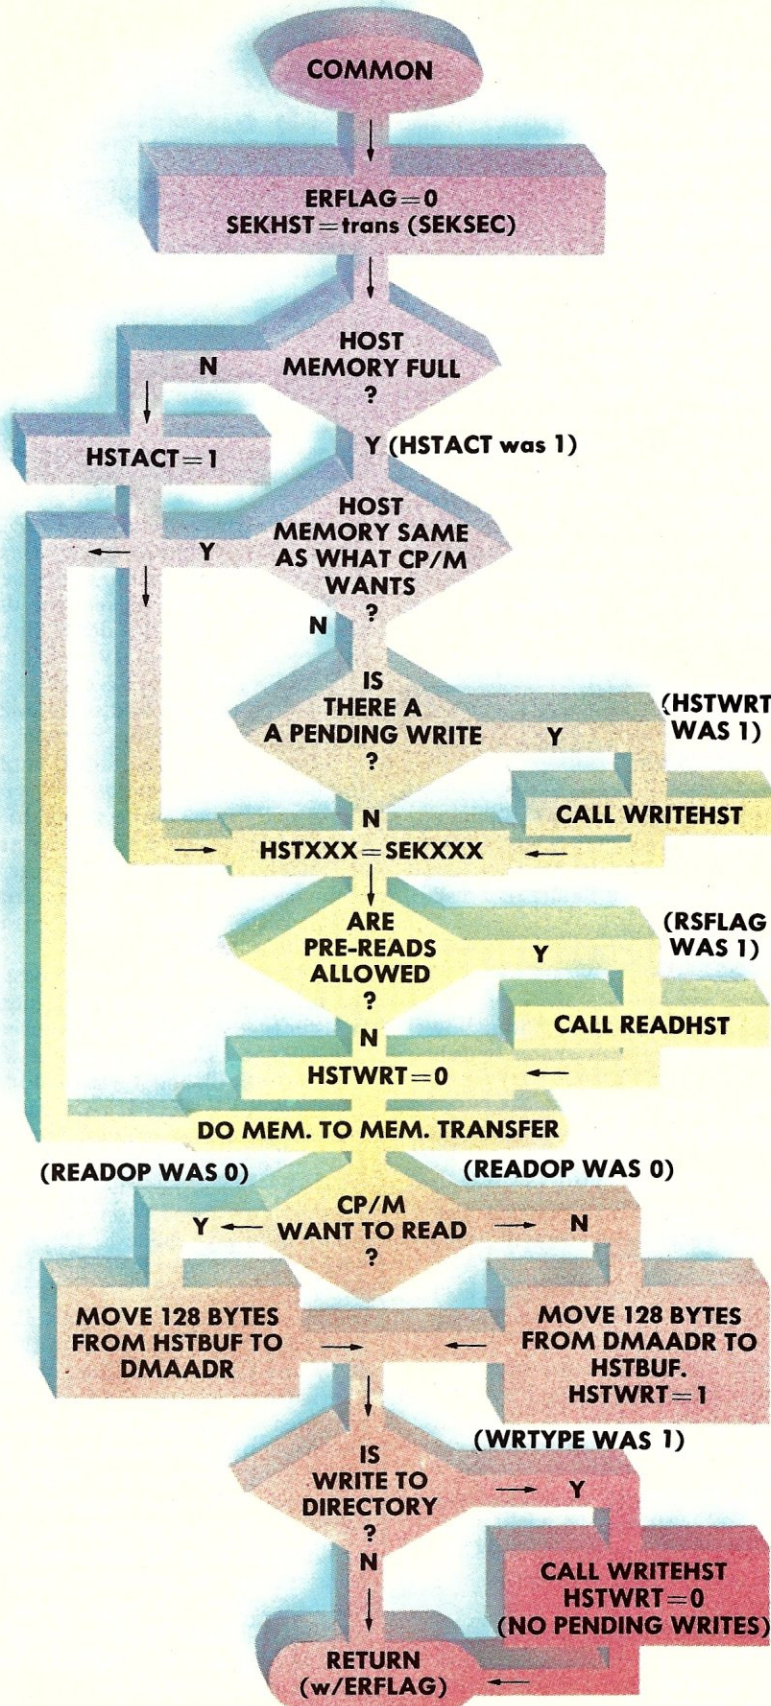 COMMON
ERFLAG=0
SEKHST=trans (SEKSEC)
HOST
MEMORY FULL
?
N
HSTACT=1
Y (HSTACT was 1)
HOST
MEMORY SAME
AS WHAT CP/M
WANTS
?
Y
N
IS
THERE A
A PENDING WRITE
?
Y
(HSTWRT
WAS 1)
CALL WRITEHST
N
HSTXXX=SEKXXX
ARE
PRE-READS
ALLOWED
?
Y
(RSFLAG
WAS 1)
CALL READHST
N
HSTWRT=0
DO MEM. TO MEM. TRANSFER
(READOP WAS 0)
(READOP WAS 0)
CP/M
WANT TO READ
?
Y
N
MOVE 128 BYTES
FROM HSTBUF TO
DMAADR
MOVE 128 BYTES
FROM DMAADR TO
HSTBUF.
HSTWRT=1
IS
WRITE TO
DIRECTORY
?
(WRTYPE WAS 1)
Y
CALL WRITEHST
HSTWRT=0
(NO PENDING WRITES)
N
RETURN
(w/ERFLAG)